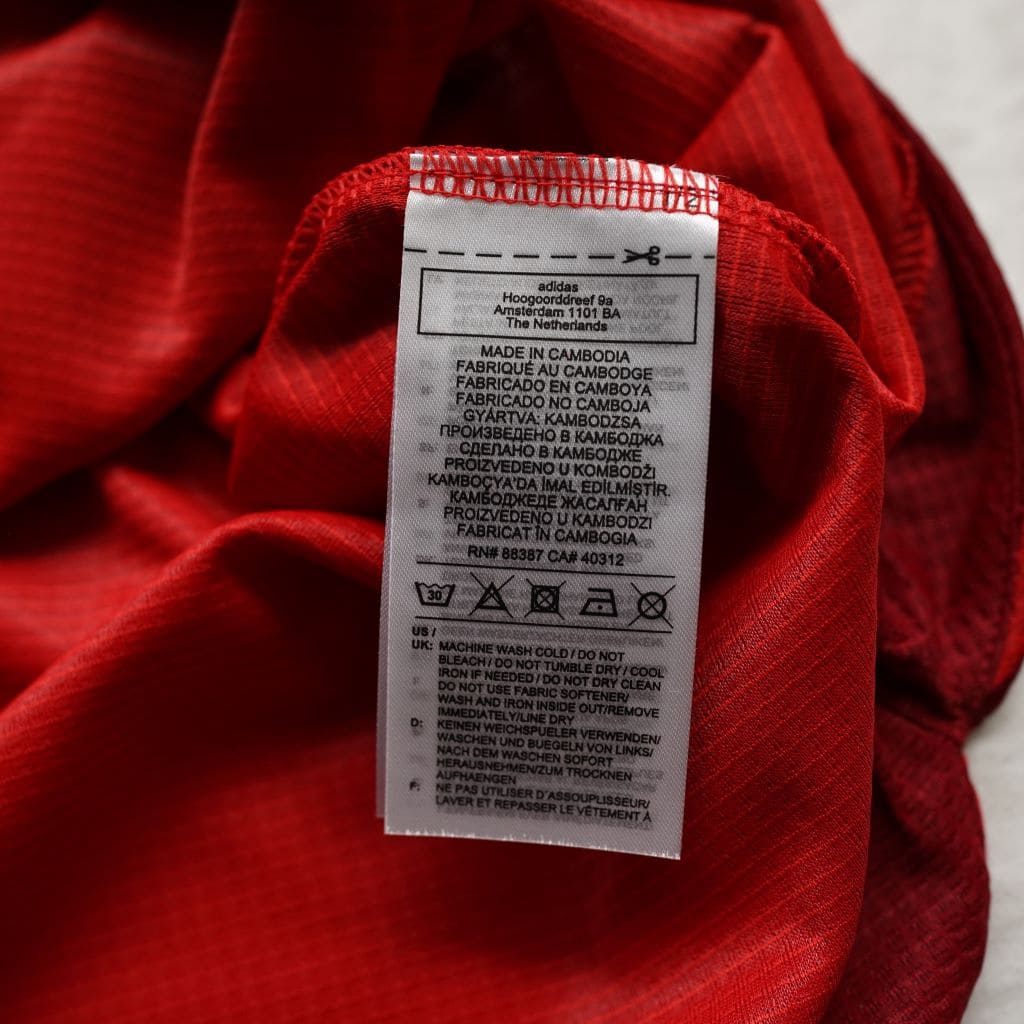 adidas
Hoogoorddreef 9a
Amsterdam 1101 BA
The Netherlands
MADE IN CAMBODIA
FABRIQUÉ AU CAMBODGE
FABRICADO EN CAMBOYA
FABRICADO NO CAMBOJA
GYÁRTVA: KAMBODZSA
ПРОИЗВЕДЕНО В КАМБОДЖА
СДЕЛАНО В КАМБОДЖЕ
PROIZVEDENO U KOMBODŽI
KAMBOÇYA'DA İMAL EDİLMİŞTİR.
КАМБОДЖЕДЕ ЖАСАЛҒАН
PROIZVEDENO U KAMBODZI
FABRICAT ÎN CAMBOGIA
RN# 88387 CA# 40312
30
US /
UK: MACHINE WASH COLD / DO NOT
BLEACH / DO NOT TUMBLE DRY / COOL
IRON IF NEEDED / DO NOT DRY CLEAN
DO NOT USE FABRIC SOFTENER/
WASH AND IRON INSIDE OUT/REMOVE
IMMEDIATELY/LINE DRY
D: KEINEN WEICHSPUELER VERWENDEN/
WASCHEN UND BUEGELN VON LINKS/
NACH DEM WASCHEN SOFORT
HERAUSNEHMEN/ZUM TROCKNEN
AUFHAENGEN
F: NE PAS UTILISER D'ASSOUPLISSEUR/
LAVER ET REPASSER LE VÊTEMENT À